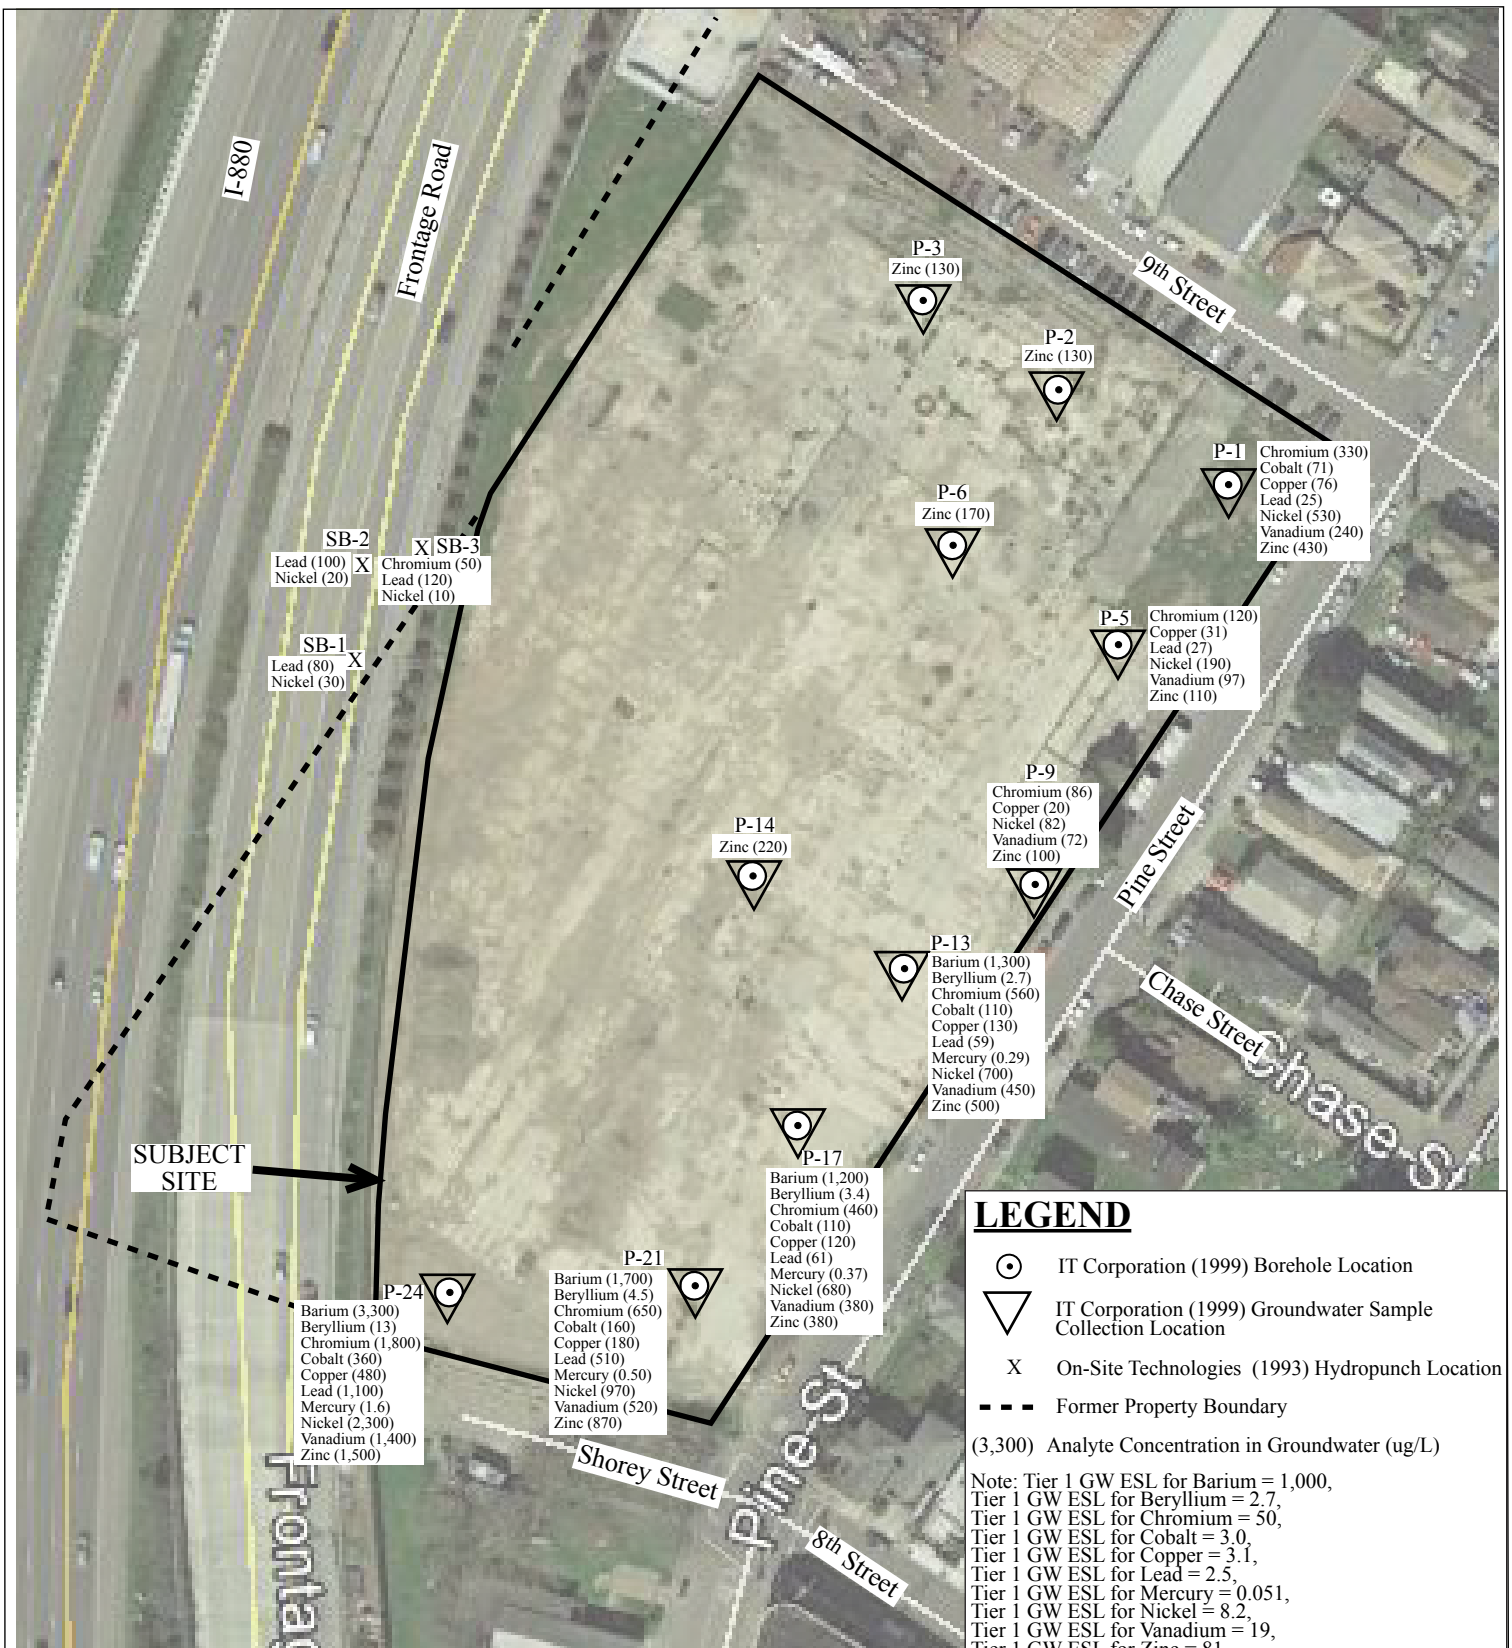 I-880
Frontage Road
9th Street
P-3
Zinc (130)
P-2
Zinc (130)
P-1
Chromium (330)
Cobalt (71)
Copper (76)
Lead (25)
Nickel (530)
Vanadium (240)
Zinc (430)
P-6
Zinc (170)
SB-2
Lead (100)
Nickel (20)
X
X SB-3
Chromium (50)
Lead (120)
Nickel (10)
SB-1
X
Lead (80)
Nickel (30)
P-5
Chromium (120)
Copper (31)
Lead (27)
Nickel (190)
Vanadium (97)
Zinc (110)
P-9
Chromium (86)
Copper (20)
Nickel (82)
Vanadium (72)
Zinc (100)
Pine Street
P-14
Zinc (220)
P-13
Barium (1,300)
Beryllium (2.7)
Chromium (560)
Cobalt (110)
Copper (130)
Lead (59)
Mercury (0.29)
Nickel (700)
Vanadium (450)
Zinc (500)
Chase Street
Chase St
SUBJECT
SITE
P-17
Barium (1,200)
Beryllium (3.4)
Chromium (460)
Cobalt (110)
Copper (120)
Lead (61)
Mercury (0.37)
Nickel (680)
Vanadium (380)
Zinc (380)
P-21
Barium (1,700)
Beryllium (4.5)
Chromium (650)
Cobalt (160)
Copper (180)
Lead (510)
Mercury (0.50)
Nickel (970)
Vanadium (520)
Zinc (870)
P-24
Barium (3,300)
Beryllium (13)
Chromium (1,800)
Cobalt (360)
Copper (480)
Lead (1,100)
Mercury (1.6)
Nickel (2,300)
Vanadium (1,400)
Zinc (1,500)
Shorey Street
Pine St
8th Street
Fronta
LEGEND
IT Corporation (1999) Borehole Location
IT Corporation (1999) Groundwater Sample
Collection Location
X On-Site Technologies (1993) Hydropunch Location
Former Property Boundary
(3,300) Analyte Concentration in Groundwater (ug/L)
Note: Tier 1 GW ESL for Barium = 1,000,
Tier 1 GW ESL for Beryllium = 2.7,
Tier 1 GW ESL for Chromium = 50,
Tier 1 GW ESL for Cobalt = 3.0,
Tier 1 GW ESL for Copper = 3.1,
Tier 1 GW ESL for Lead = 2.5,
Tier 1 GW ESL for Mercury = 0.051,
Tier 1 GW ESL for Nickel = 8.2,
Tier 1 GW ESL for Vanadium = 19,
Tier 1 GW ESL for Zinc = 81